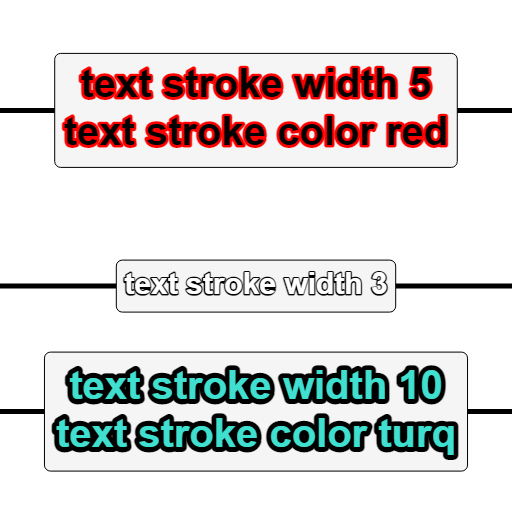 text stroke width 5
text stroke color red
text stroke width 3
text stroke width 10
text stroke color turq